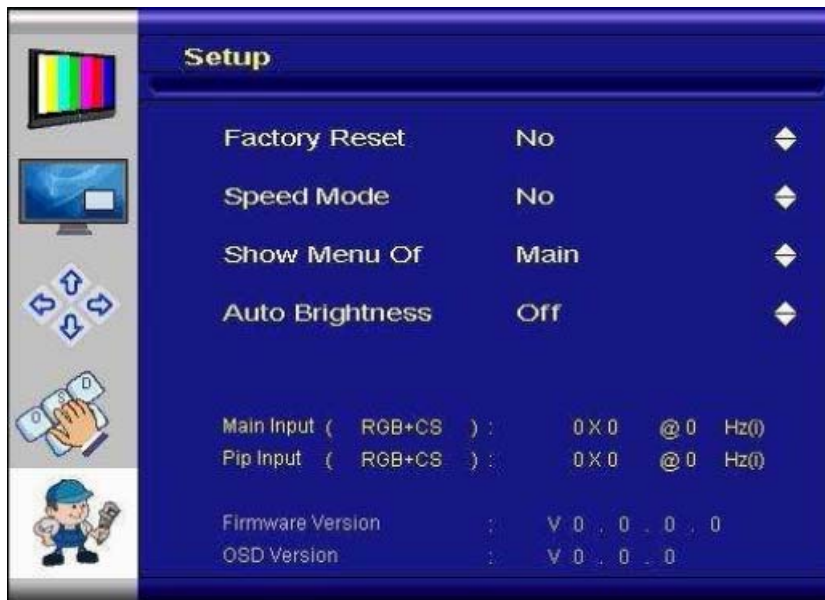 Setup
Factory Reset No
Speed Mode No
Show Menu Of Main
Auto Brightness Off
O S D
Main Input ( RGB+CS ) : 0 X 0 @ 0 Hz(i)
Pip Input ( RGB+CS ) : 0 X 0 @ 0 Hz(i)
Firmware Version : V 0 . 0 . 0 . 0
OSD Version : V 0 . 0 . 0